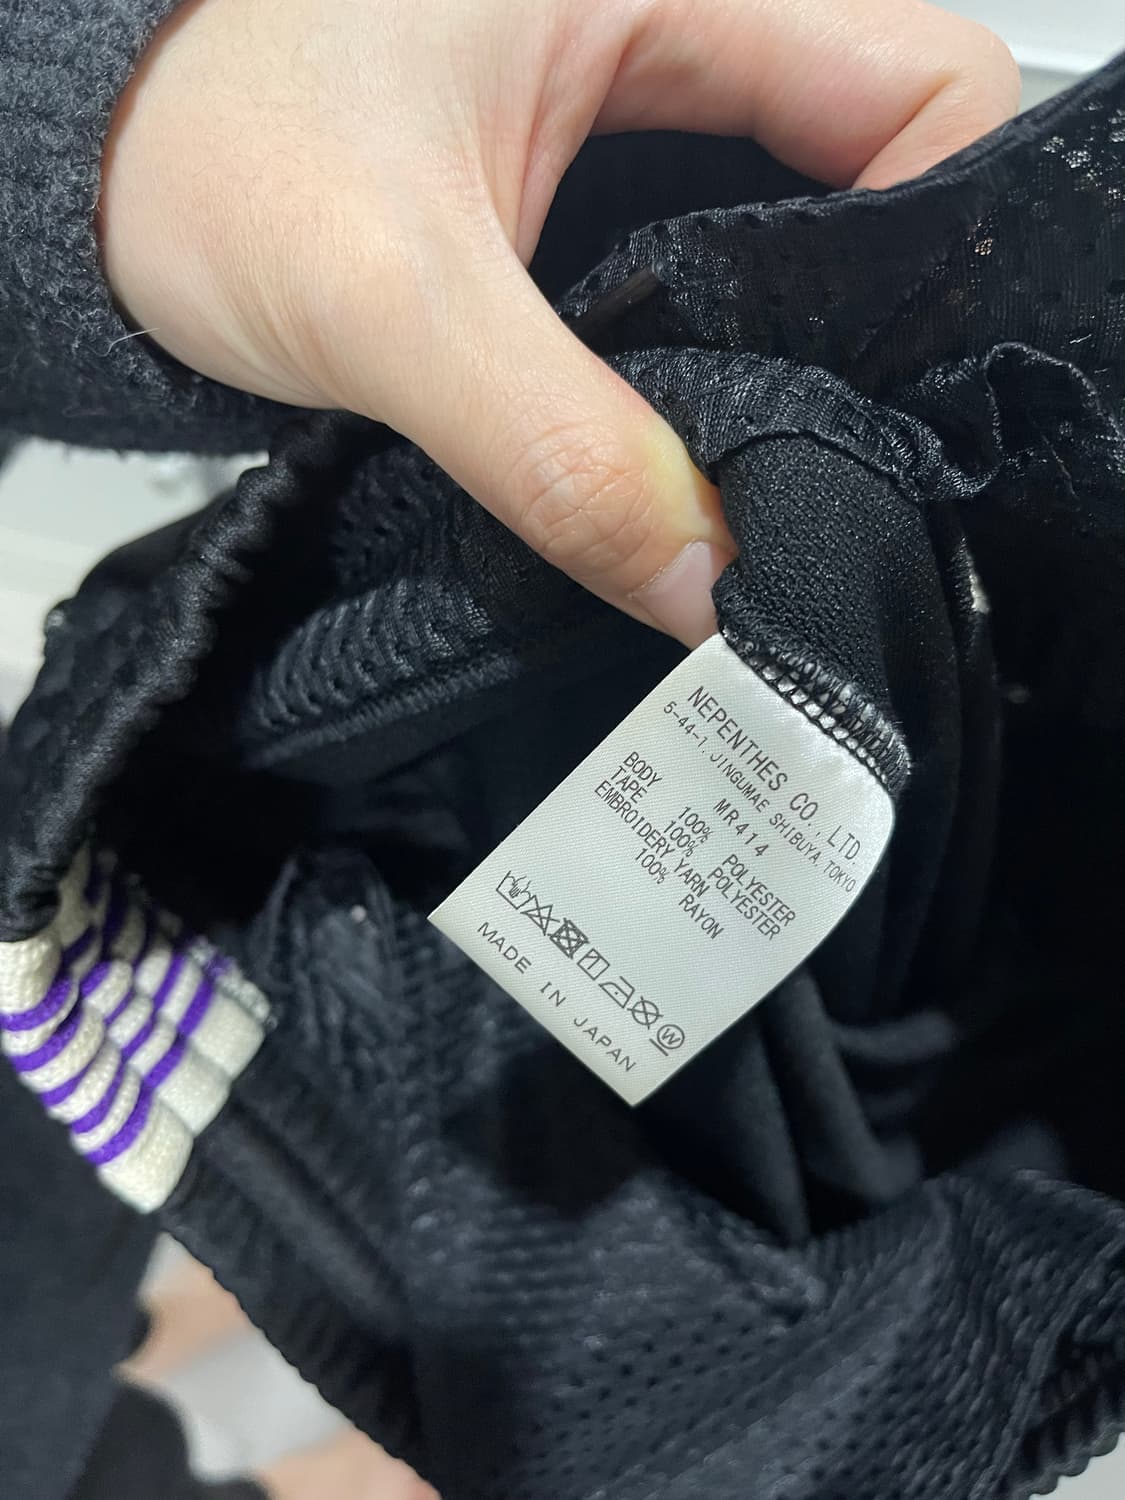 NEPENTHES CO., LTD.
5-44-1, JINGUMAE SHIBUYA TOKYO
MR414
BODY 100% POLYESTER
TAPE 100% POLYESTER
EMBROIDERY YARN
100% RAYON
W
MADE IN JAPAN